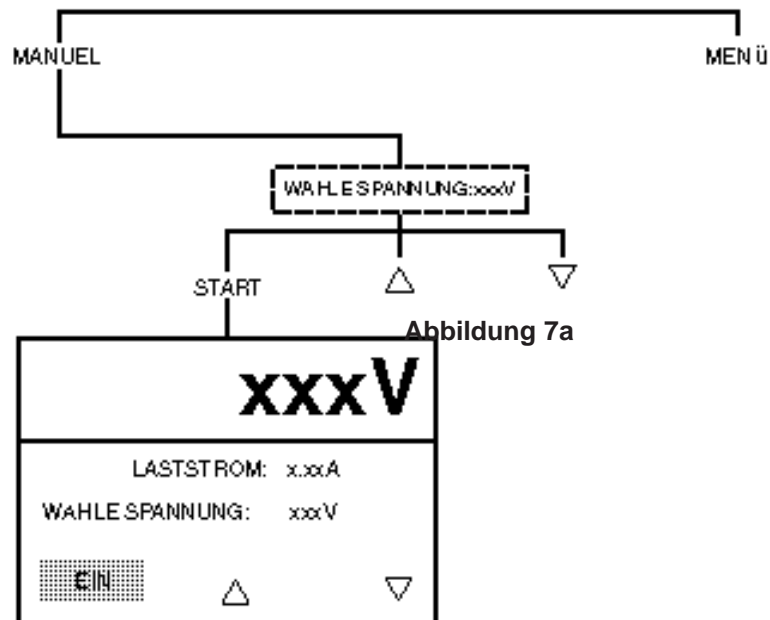 MANUEL MENü
WAHLE SPANNUNG:xxxV
START
Abbildung 7a
xxxV
LASTSTROM: x.xxA
WAHLE SPANNUNG: xxxV
EIN